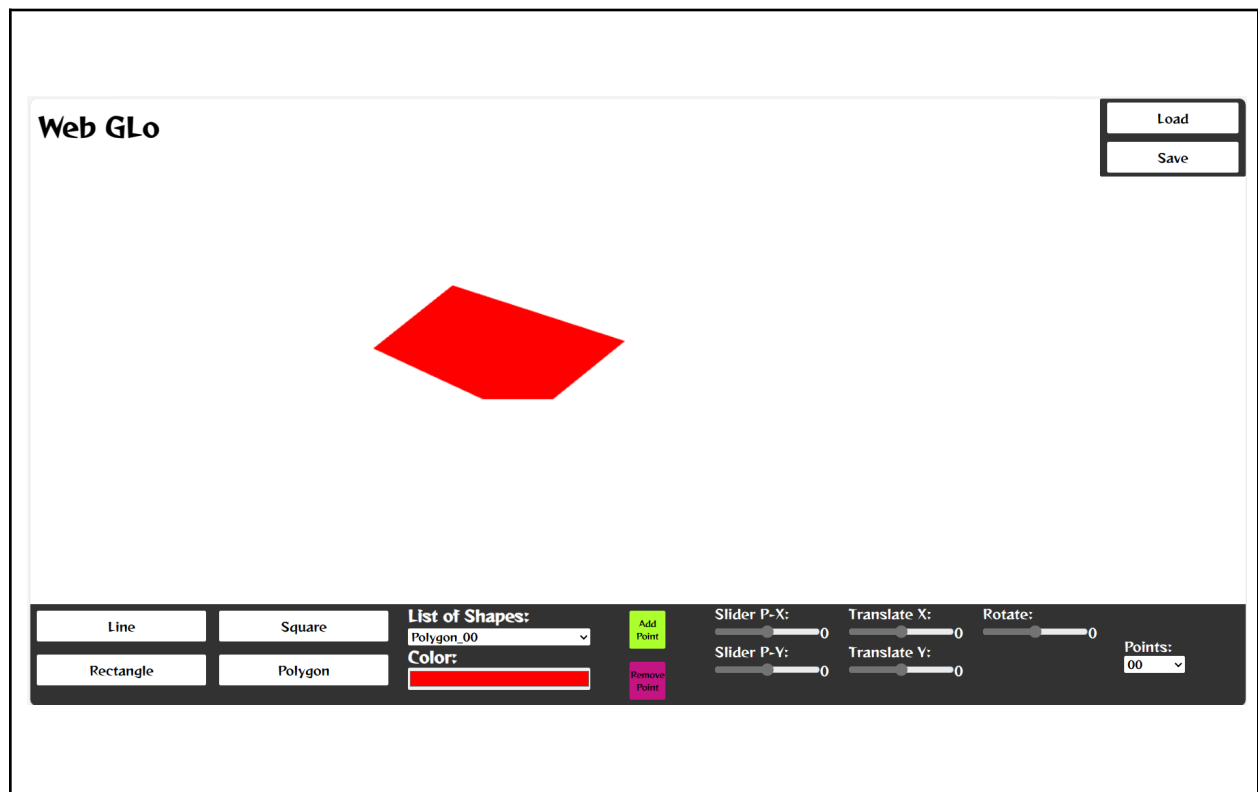 Web GLo
Load
Save
Line
Square
Rectangle
Polygon
List of Shapes:
Polygon_00
Color:
Add
Point
Remove
Point
Slider P-X:
0
Translate X:
0
Rotate:
0
Slider P-Y:
0
Translate Y:
0
Points:
00